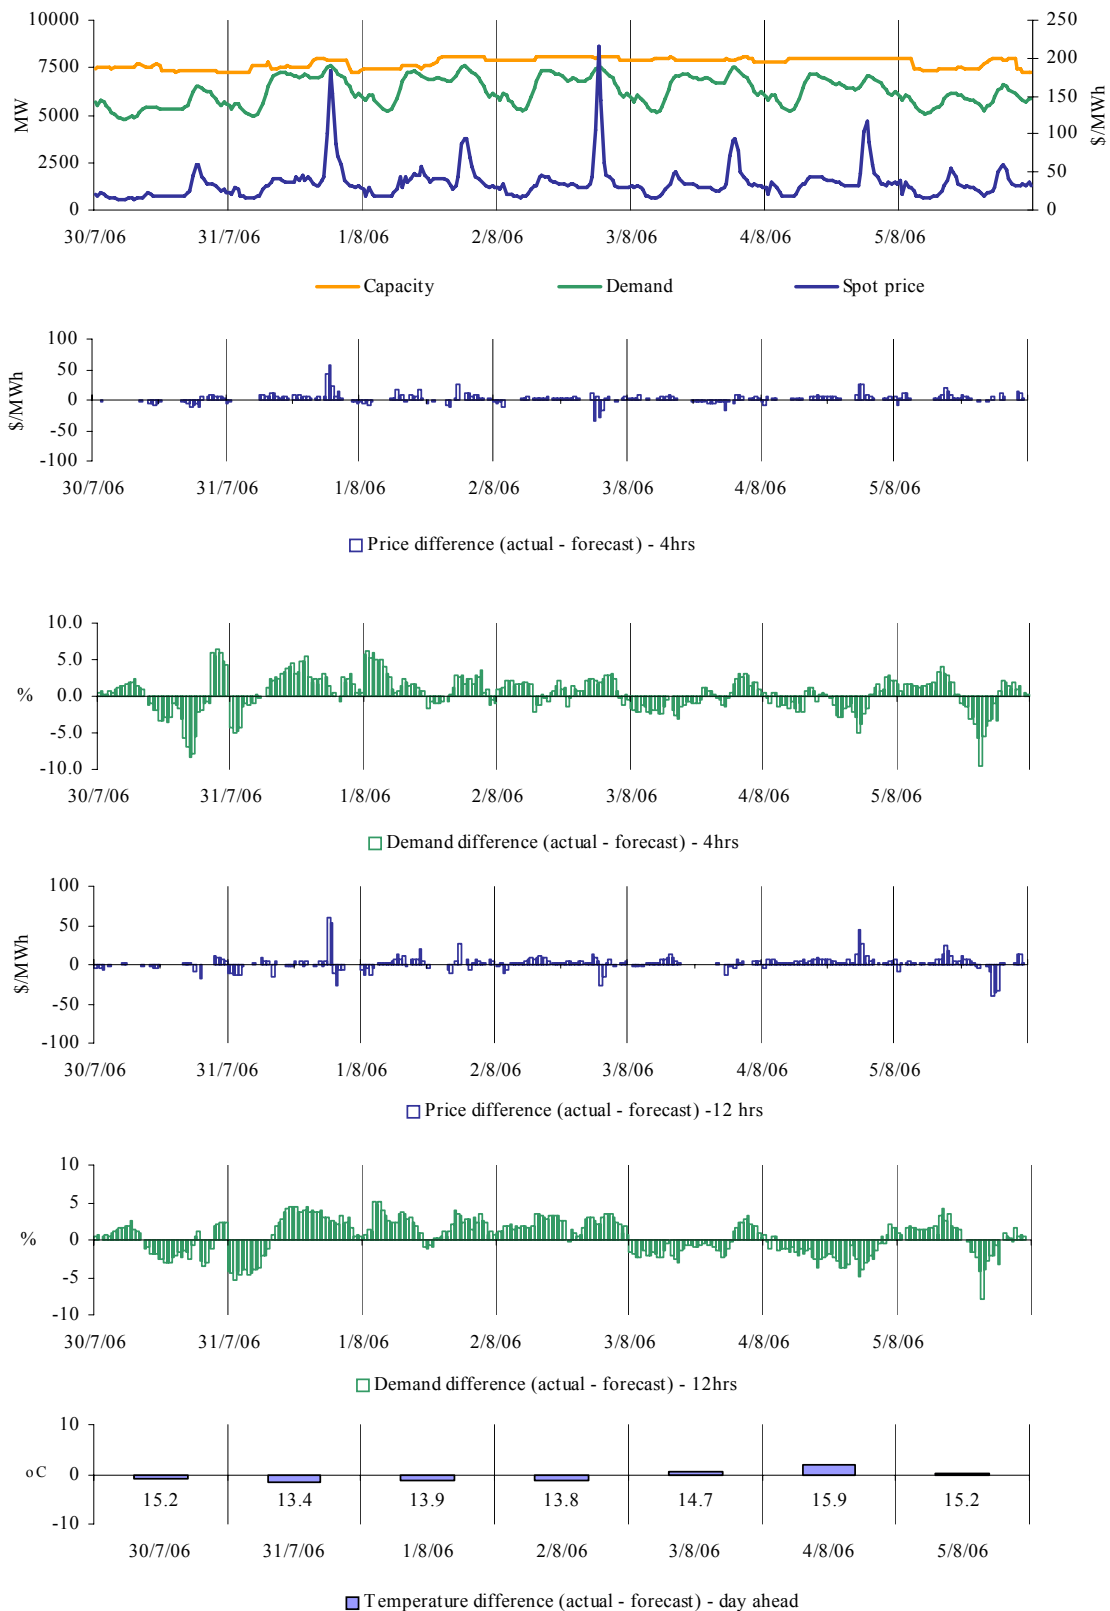 10000
7500
5000
2500
0
MW
250
200
150
100
50
0
$/MWh
30/7/06 31/7/06 1/8/06 2/8/06 3/8/06 4/8/06 5/8/06
Capacity Demand Spot price
100
50
0
-50
-100
$/MWh
30/7/06 31/7/06 1/8/06 2/8/06 3/8/06 4/8/06 5/8/06
Price difference (actual - forecast) - 4hrs
10.0
5.0
0.0
-5.0
-10.0
%
30/7/06 31/7/06 1/8/06 2/8/06 3/8/06 4/8/06 5/8/06
Demand difference (actual - forecast) - 4hrs
100
50
0
-50
-100
$/MWh
30/7/06 31/7/06 1/8/06 2/8/06 3/8/06 4/8/06 5/8/06
Price difference (actual - forecast) -12 hrs
10
5
0
-5
-10
%
30/7/06 31/7/06 1/8/06 2/8/06 3/8/06 4/8/06 5/8/06
Demand difference (actual - forecast) - 12hrs
10
0
-10
oC
15.2 13.4 13.9 13.8 14.7 15.9 15.2
30/7/06 31/7/06 1/8/06 2/8/06 3/8/06 4/8/06 5/8/06
Temperature difference (actual - forecast) - day ahead